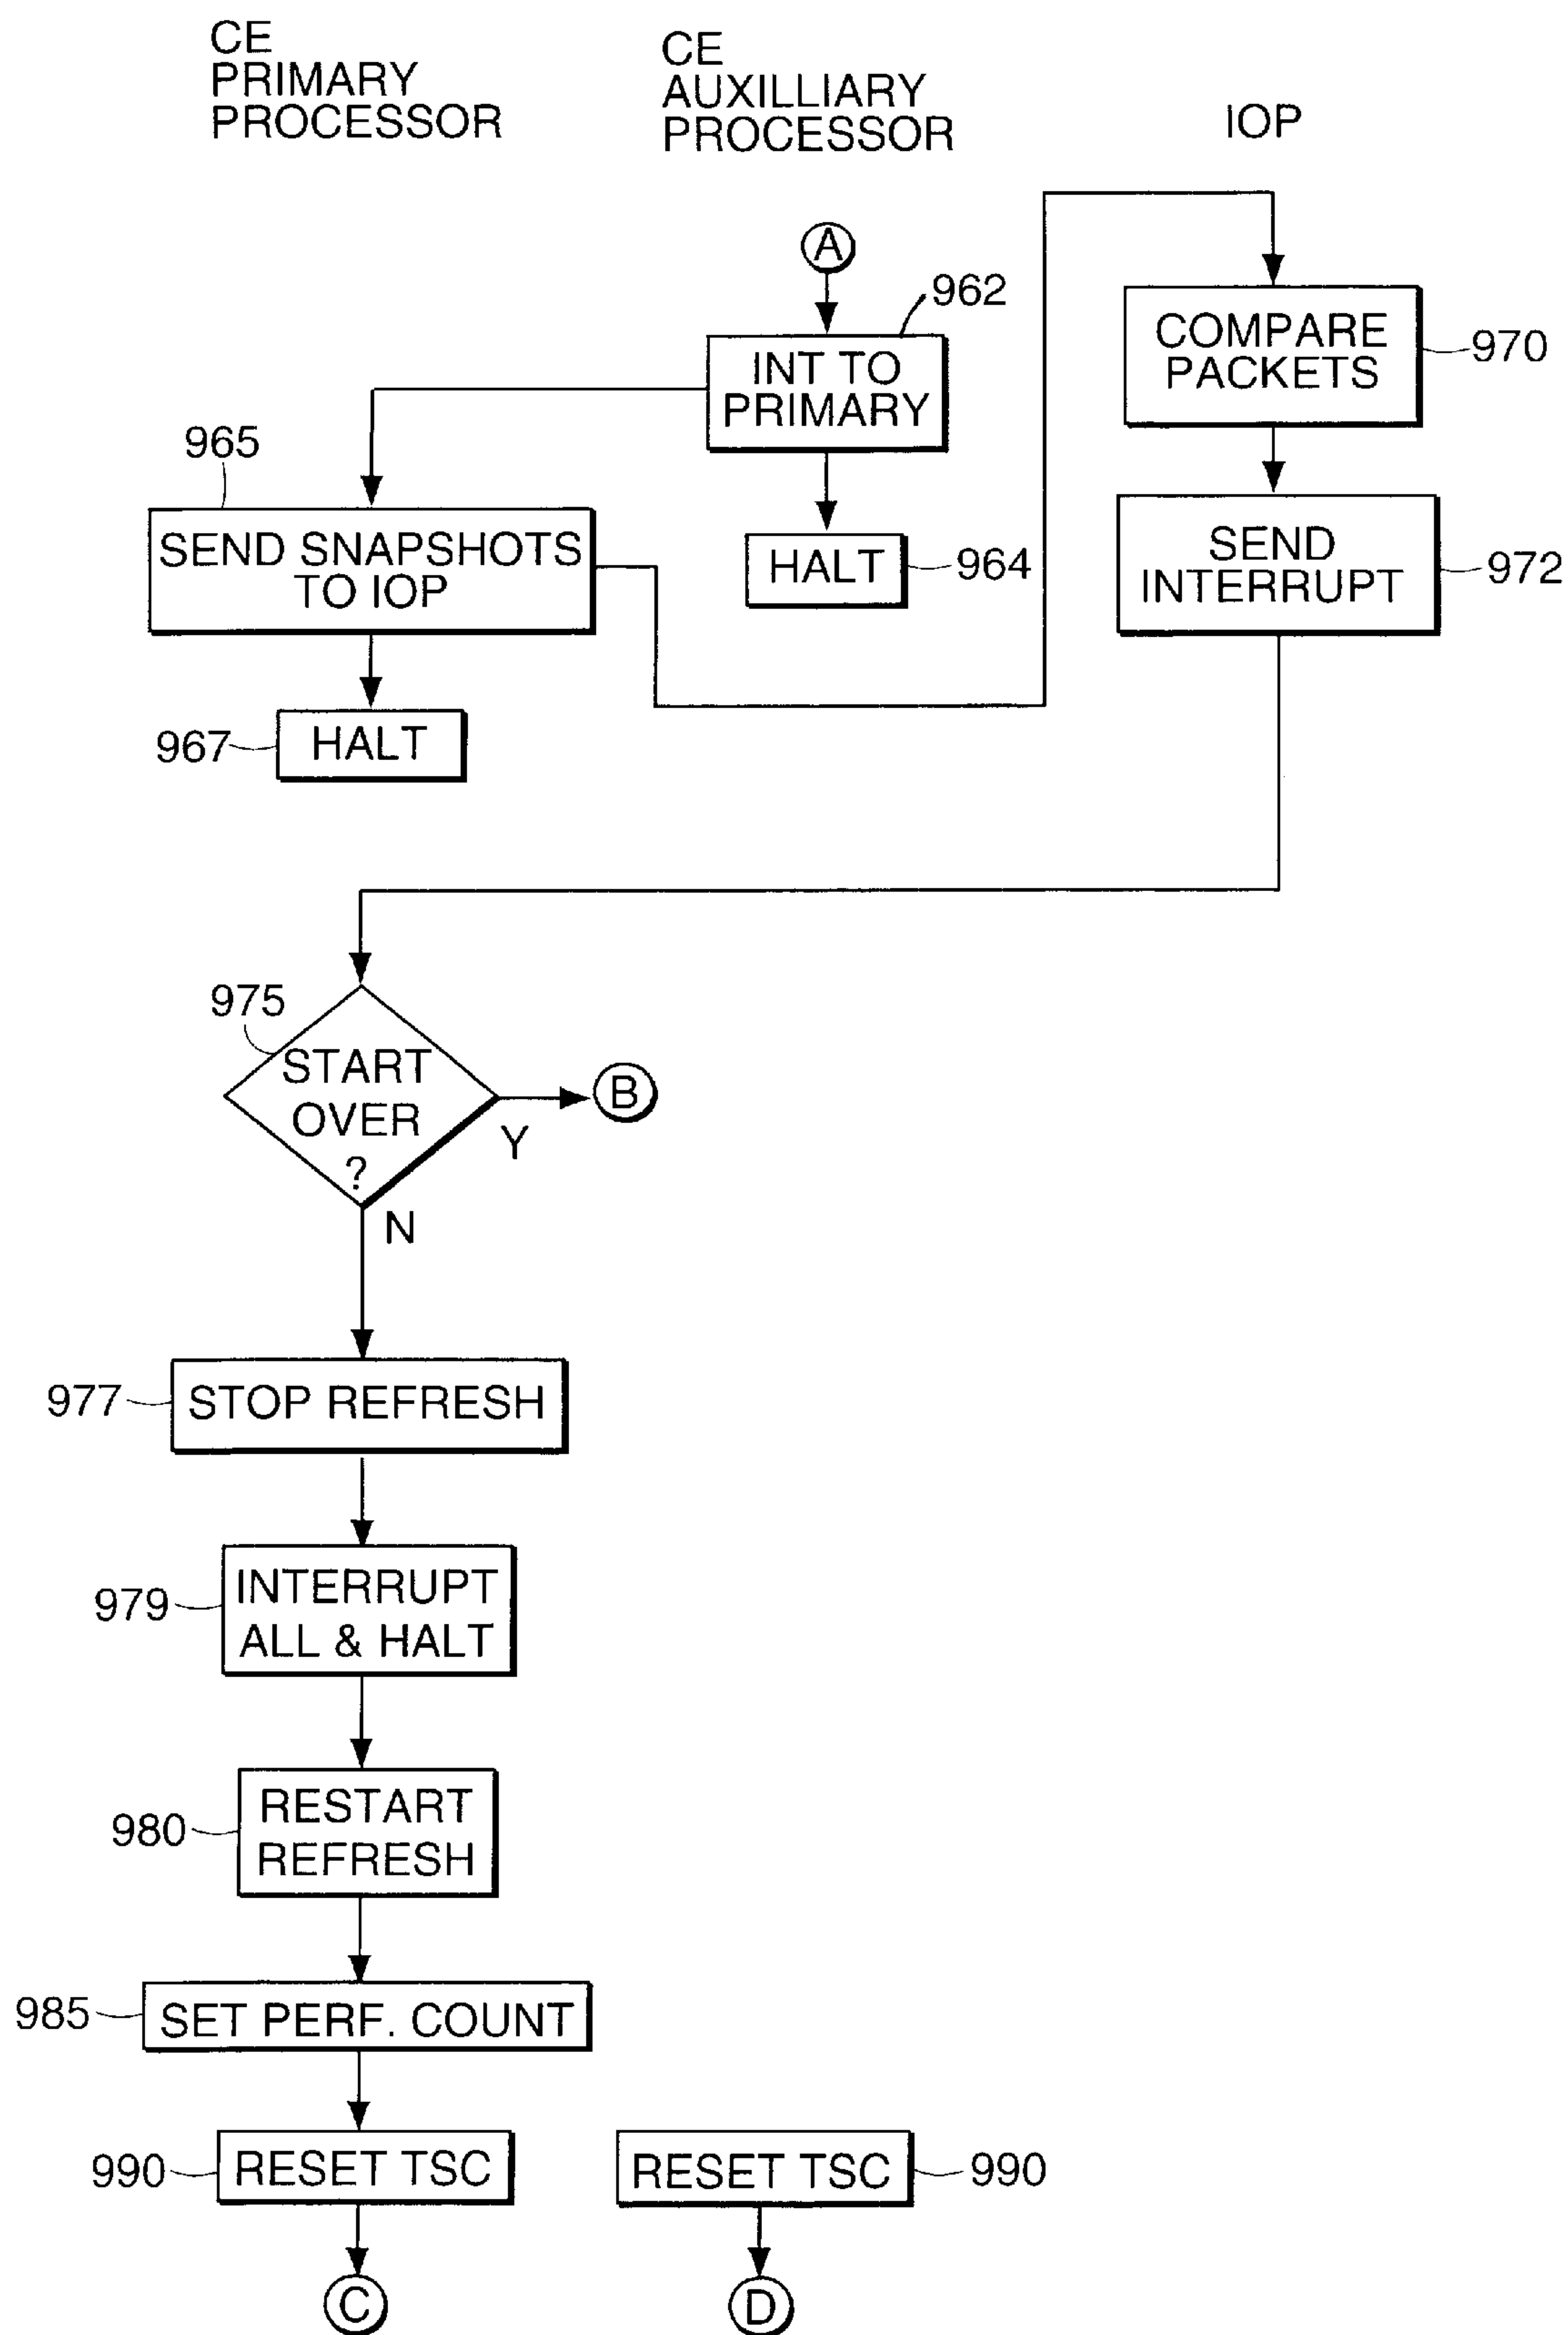 CE
PRIMARY
PROCESSOR
CE
AUXILLIARY
PROCESSOR
IOP
A
962
INT TO
PRIMARY
COMPARE
PACKETS
970
965
SEND SNAPSHOTS
TO IOP
HALT
964
SEND
INTERRUPT
972
967
HALT
975
START
OVER
?
Y
B
N
977
STOP REFRESH
979
INTERRUPT
ALL & HALT
980
RESTART
REFRESH
985
SET PERF. COUNT
990
RESET TSC
RESET TSC
990
C
D